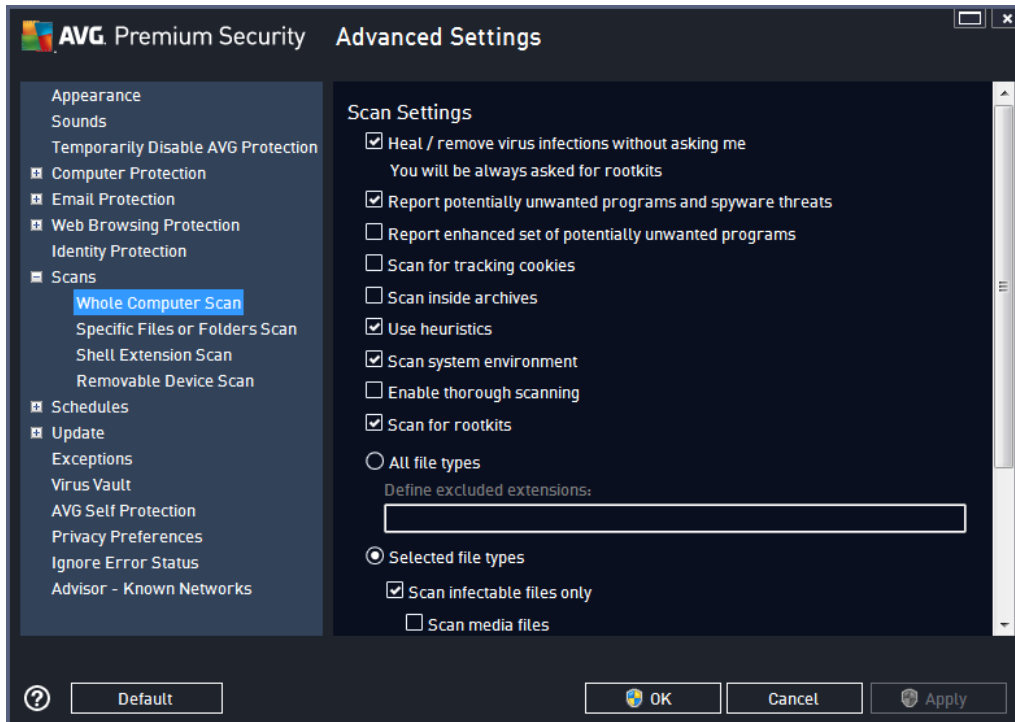 AVG. Premium Security Advanced Settings
Appearance
Sounds
Temporarily Disable AVG Protection
Computer Protection
Email Protection
Web Browsing Protection
Identity Protection
Scans
Whole Computer Scan
Specific Files or Folders Scan
Shell Extension Scan
Removable Device Scan
Schedules
Update
Exceptions
Virus Vault
AVG Self Protection
Privacy Preferences
Ignore Error Status
Advisor - Known Networks
Scan Settings
Heal / remove virus infections without asking me
You will be always asked for rootkits
Report potentially unwanted programs and spyware threats
Report enhanced set of potentially unwanted programs
Scan for tracking cookies
Scan inside archives
Use heuristics
Scan system environment
Enable thorough scanning
Scan for rootkits
All file types
Define excluded extensions:
Selected file types
Scan infectable files only
Scan media files
? Default OK Cancel Apply